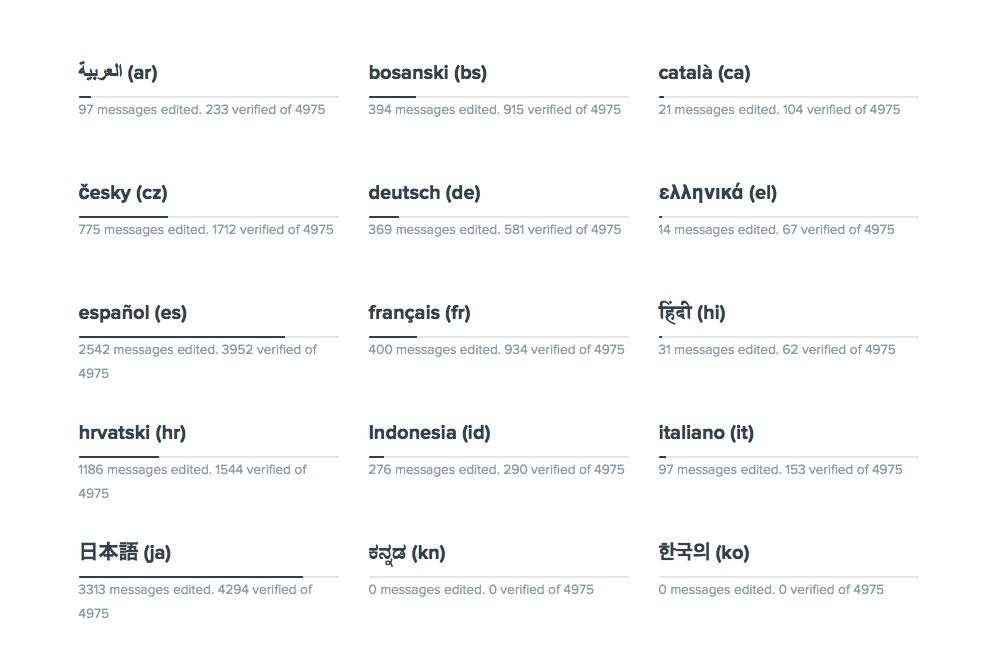 العربية (ar)
97 messages edited. 233 verified of 4975
bosanski (bs)
394 messages edited. 915 verified of 4975
català (ca)
21 messages edited. 104 verified of 4975
česky (cz)
775 messages edited. 1712 verified of 4975
deutsch (de)
369 messages edited. 581 verified of 4975
ελληνικά (el)
14 messages edited. 67 verified of 4975
español (es)
2542 messages edited. 3952 verified of
4975
français (fr)
400 messages edited. 934 verified of 4975
हिंदी (hi)
31 messages edited. 62 verified of 4975
hrvatski (hr)
1186 messages edited. 1544 verified of
4975
Indonesia (id)
276 messages edited. 290 verified of 4975
italiano (it)
97 messages edited. 153 verified of 4975
日本語 (ja)
3313 messages edited. 4294 verified of
4975
ಕನ್ನಡ (kn)
0 messages edited. 0 verified of 4975
한국의 (ko)
0 messages edited. 0 verified of 4975